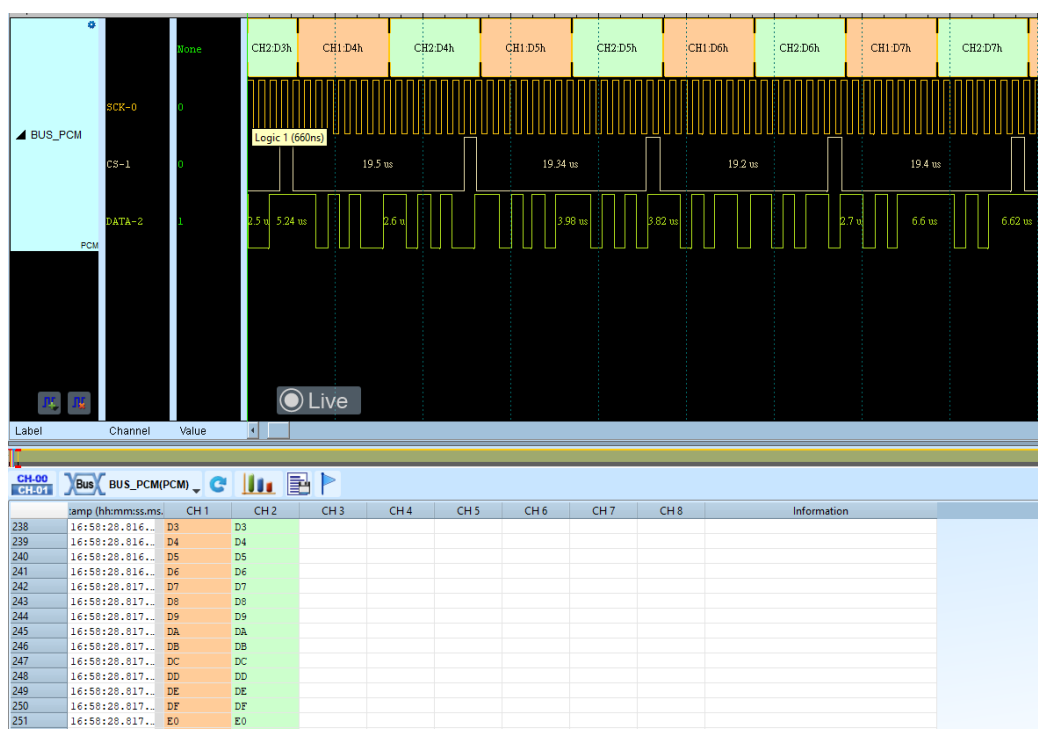 None CH2:D3h CH1:D4h CH2:D4h CH1:D5h CH2:D5h CH1:D6h CH2:D6h CH1:D7h CH2:D7h
SCK-0 0
BUS_PCM
Logic 1 (660ns)
CS-1 0 19.5 us 19.34 us 19.2 us 19.4 us
DATA-2 1 2.5 u 5.24 us 2.6 u 3.98 us 3.82 us 2.7 u 6.6 us 6.62 us
PCM
Live
Label Channel Value
CH-00
CH-01
Bus BUS_PCM(PCM)
:amp (hh:mm:ss.ms. CH 1 CH 2 CH 3 CH 4 CH 5 CH 6 CH 7 CH 8 Information
238 16:58:28.816... D3 D3
239 16:58:28.816... D4 D4
240 16:58:28.816... D5 D5
241 16:58:28.816... D6 D6
242 16:58:28.817... D7 D7
243 16:58:28.817... D8 D8
244 16:58:28.817... D9 D9
245 16:58:28.817... DA DA
246 16:58:28.817... DB DB
247 16:58:28.817... DC DC
248 16:58:28.817... DD DD
249 16:58:28.817... DE DE
250 16:58:28.817... DF DF
251 16:58:28.817... E0 E0